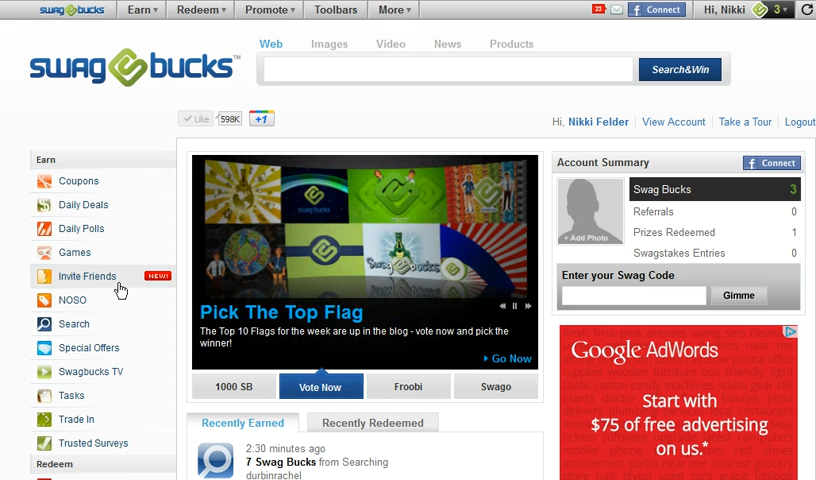 swagbucks Earn Redeem Promote Toolbars More 23 Connect Hi, Nikki 3
Web Images Video News Products
swagbucks™ Search&Win
Like 598K +1 Hi, Nikki Felder View Account Take a Tour Logout
Earn
Coupons
Daily Deals
Daily Polls
Games
Invite Friends NEW!
NOSO
Search
Special Offers
Swagbucks TV
Tasks
Trade In
Trusted Surveys
Redeem
swagbucks
Swagbucks
Pick The Top Flag
The Top 10 Flags for the week are up in the blog - vote now and pick the
winner!
Go Now
1000 SB Vote Now Froobi Swago
Recently Earned Recently Redeemed
2:30 minutes ago
7 Swag Bucks from Searching
durbinrachel
Account Summary Connect
+ Add Photo
Swag Bucks 3
Referrals 0
Prizes Redeemed 1
Swagstakes Entries 0
Enter your Swag Code
Gimme
Google AdWords
Start with
$75 of free advertising
on us.*